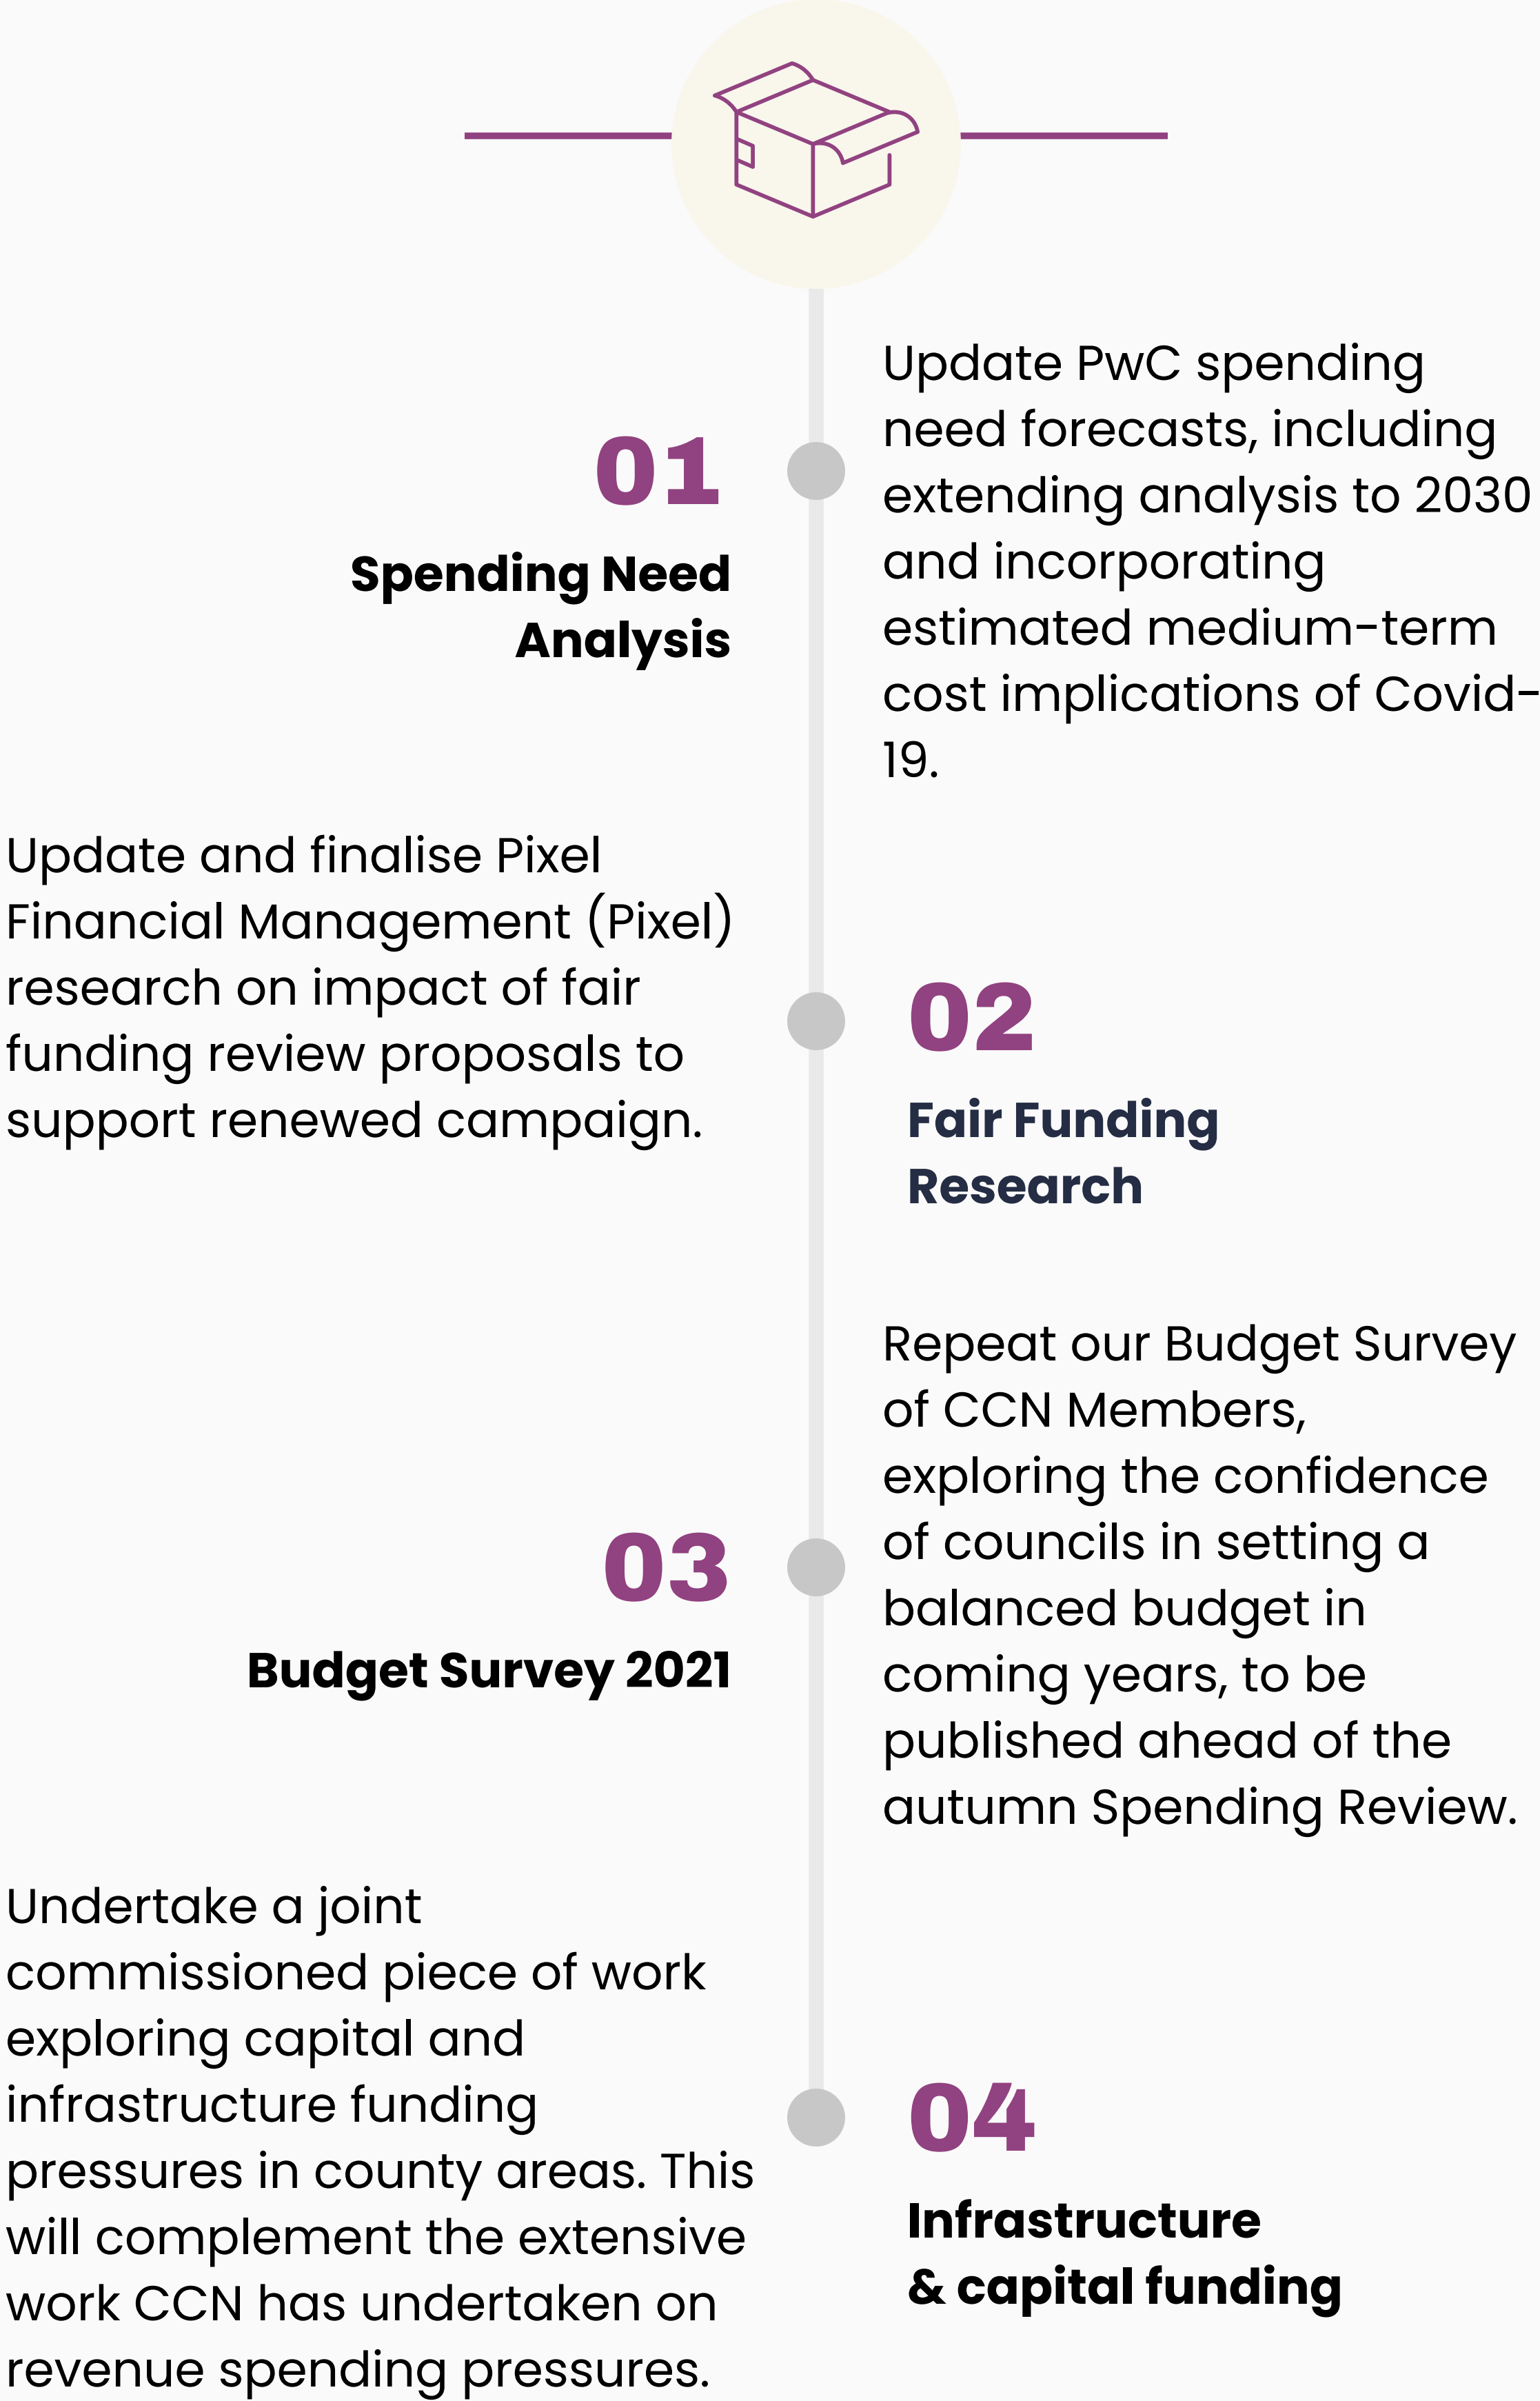 01
Spending Need
Analysis
Update PwC spending
need forecasts, including
extending analysis to 2030
and incorporating
estimated medium-term
cost implications of Covid-
19.
02
Fair Funding
Research
Update and finalise Pixel
Financial Management (Pixel)
research on impact of fair
funding review proposals to
support renewed campaign.
03
Budget Survey 2021
Repeat our Budget Survey
of CCN Members,
exploring the confidence
of councils in setting a
balanced budget in
coming years, to be
published ahead of the
autumn Spending Review.
04
Infrastructure
& capital funding
Undertake a joint
commissioned piece of work
exploring capital and
infrastructure funding
pressures in county areas. This
will complement the extensive
work CCN has undertaken on
revenue spending pressures.